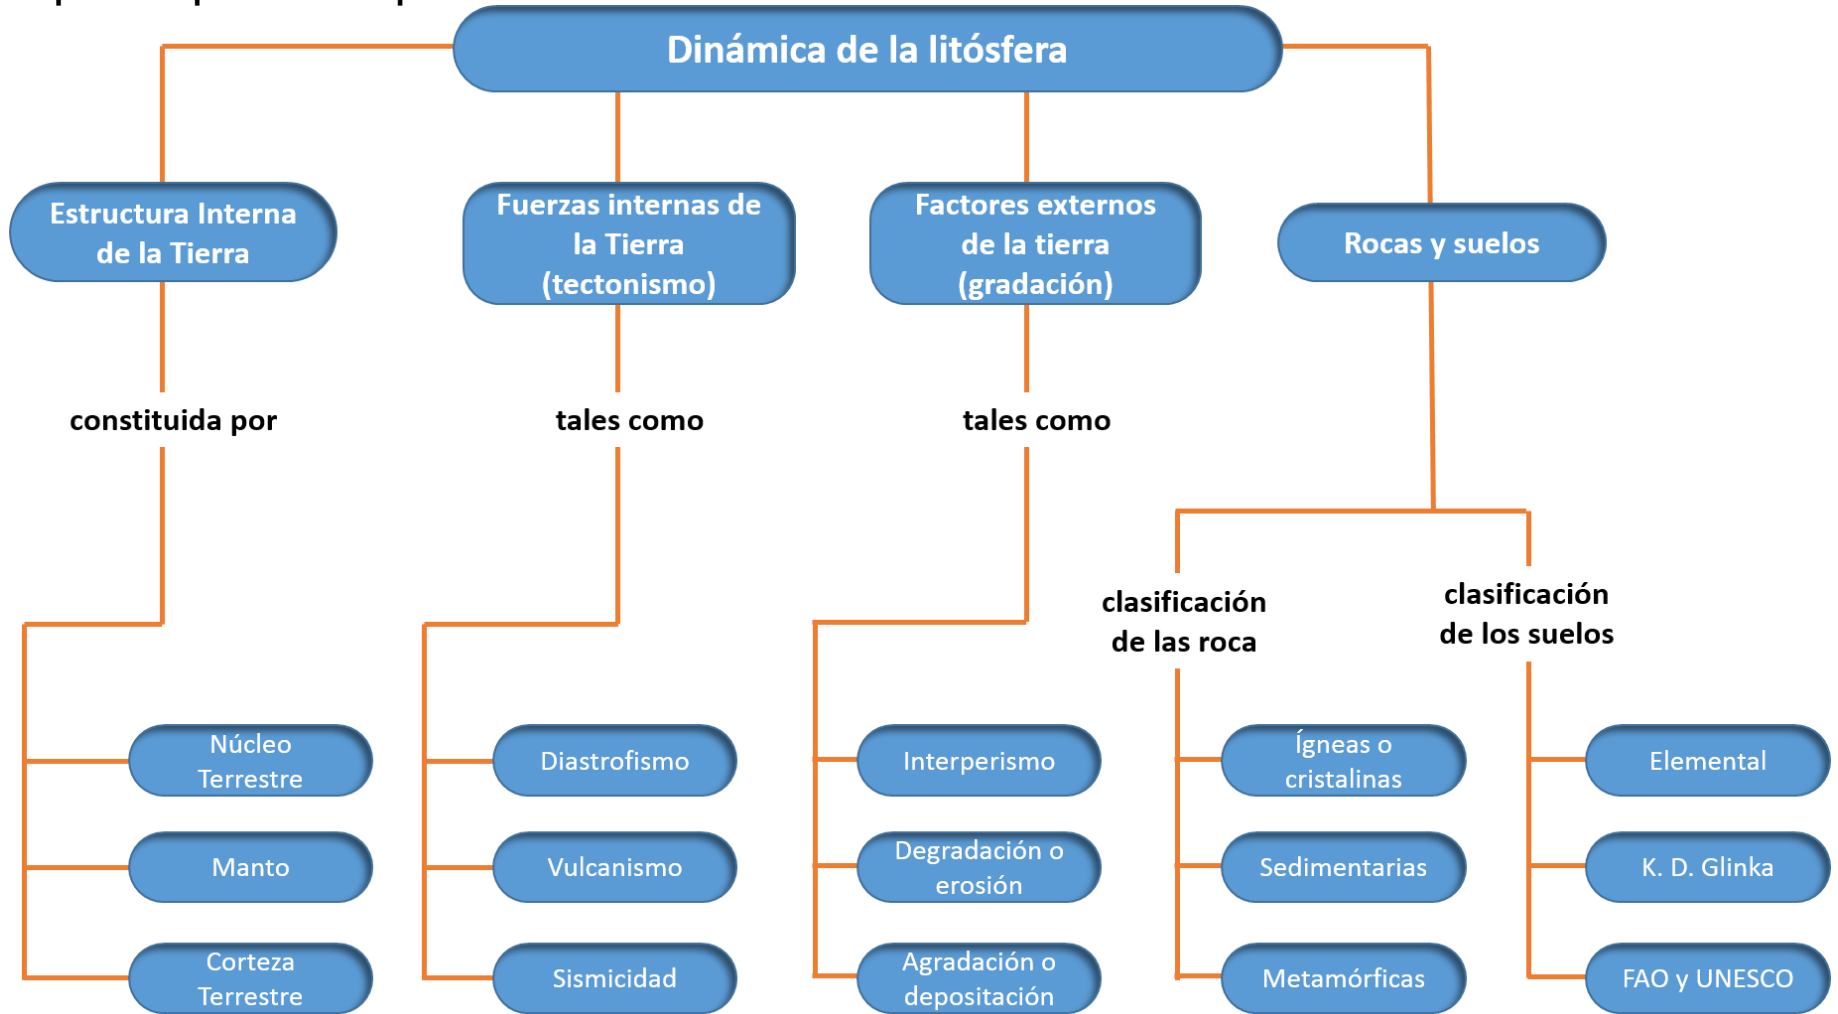 Dinámica de la litósfera
Estructura Interna
de la Tierra
Fuerzas internas de
la Tierra
(tectonismo)
Factores externos
de la tierra
(gradación)
Rocas y suelos
constituida por
tales como
tales como
clasificación
de las roca
clasificación
de los suelos
Núcleo
Terrestre
Manto
Corteza
Terrestre
Diastrofismo
Vulcanismo
Sismicidad
Interperismo
Degradación o
erosión
Agradación o
depositación
Ígneas o
cristalinas
Sedimentarias
Metamórficas
Elemental
K. D. Glinka
FAO y UNESCO